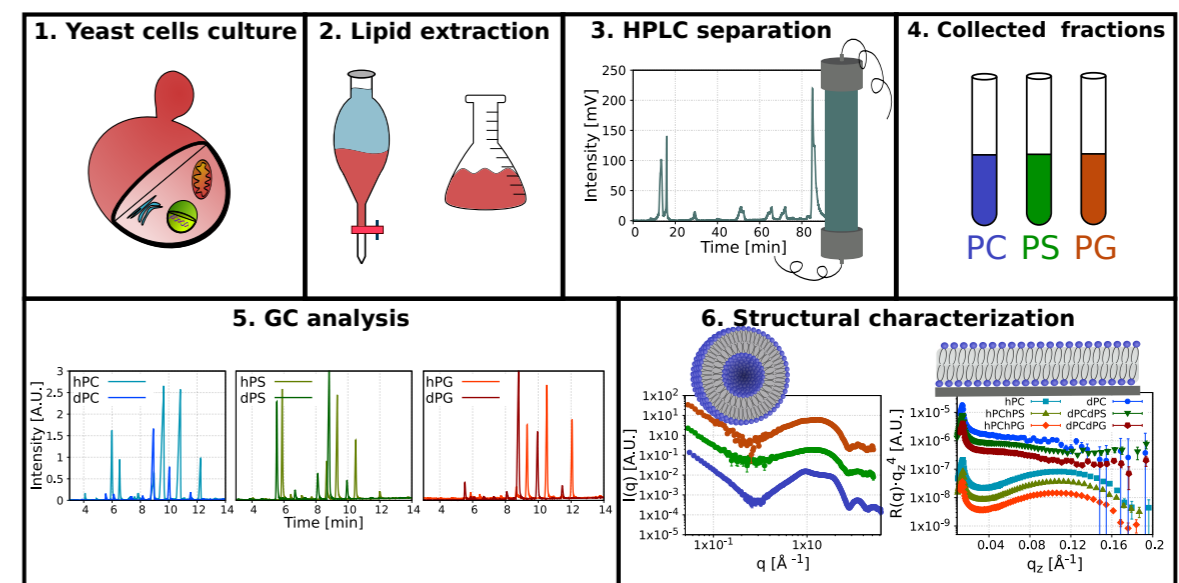 1. Yeast cells culture
2. Lipid extraction
3. HPLC separation
250
200
150
100
50
0
Intensity [mV]
0 20 40 60 80
Time [min]
4. Collected fractions
PC PS PG
5. GC analysis
3
2.5
2
1.5
1
0.5
0
Intensity [A.U.]
hPC
dPC
4 6 8 10 12 14
hPS
dPS
4 6 8 10 12 14
hPG
dPG
4 6 8 10 12 14
Time [min]
6. Structural characterization
1x10²
1x10¹
1x10
1x10⁻¹
1x10⁻²
1x10⁻³
1x10⁻⁴
1x10⁻⁵
I(q) [A.U.]
1x10⁻¹ 1x10
q [Å ⁻¹]
hPC dPC
hPChPS dPCdPS
hPChPG dPCdPG
1x10⁻⁵
1x10⁻⁶
1x10⁻⁷
1x10⁻⁸
1x10⁻⁹
R(q)·qz⁴ [A.U.]
0.04 0.08 0.12 0.16 0.2
qz [Å⁻¹]